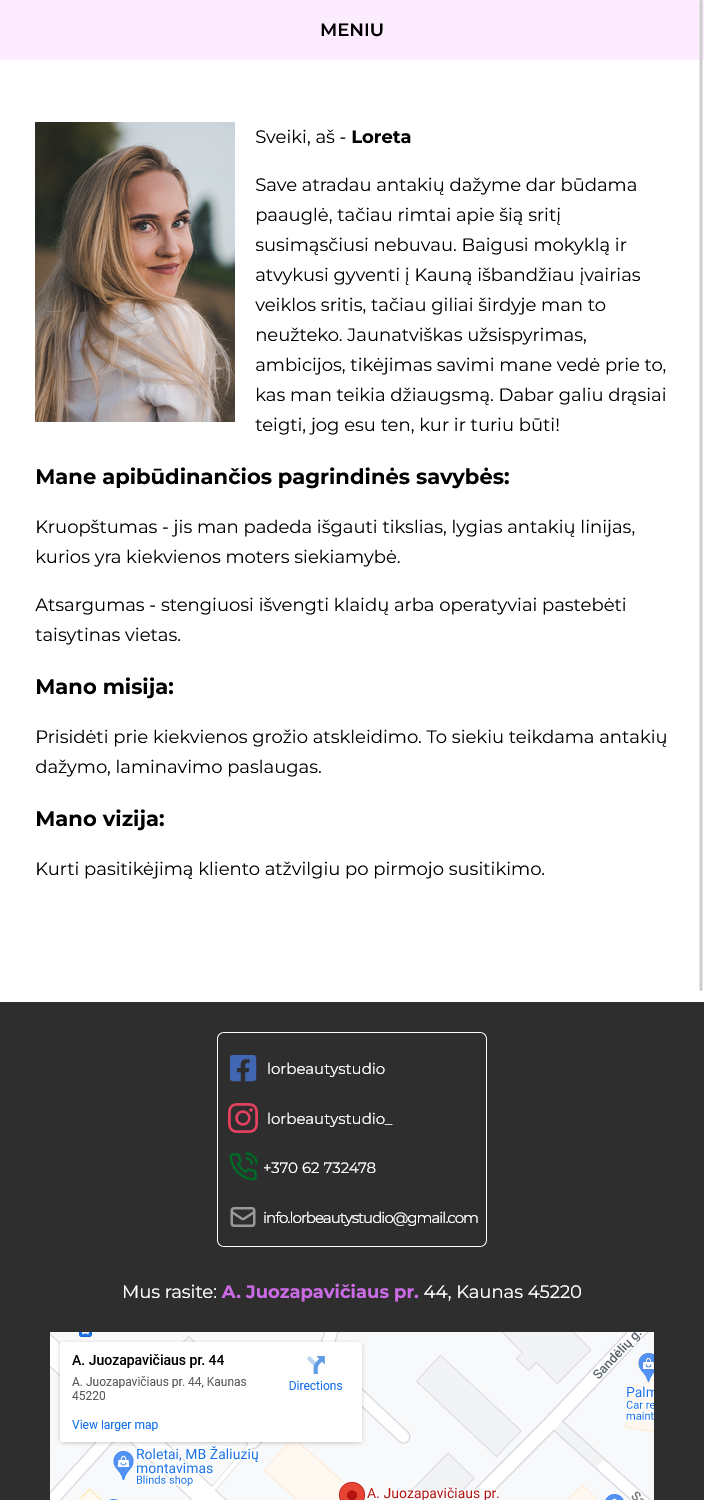 MENIU
Sveiki, aš - Loreta
Save atradau antakių dažyme dar būdama
paauglė, tačiau rimtai apie šią sritį
susimąsčiusi nebuvau. Baigusi mokyklą ir
atvykusi gyventi į Kauną išbandžiau įvairias
veiklos sritis, tačiau giliai širdyje man to
neužteko. Jaunatviškas užsispyrimas,
ambicijos, tikėjimas savimi mane vedė prie to,
kas man teikia džiaugsmą. Dabar galiu drąsiai
teigti, jog esu ten, kur ir turiu būti!
Mane apibūdinančios pagrindinės savybės:
Kruopštumas - jis man padeda išgauti tikslias, lygias antakių linijas,
kurios yra kiekvienos moters siekiamybė.
Atsargumas - stengiuosi išvengti klaidų arba operatyviai pastebėti
taisytinas vietas.
Mano misija:
Prisidėti prie kiekvienos grožio atskleidimo. To siekiu teikdama antakių
dažymo, laminavimo paslaugas.
Mano vizija:
Kurti pasitikėjimą kliento atžvilgiu po pirmojo susitikimo.
lorbeautystudio
lorbeautystudio_
+370 62 732478
info.lorbeautystudio@gmail.com
Mus rasite: A. Juozapavičiaus pr. 44, Kaunas 45220
A. Juozapavičiaus pr. 44
A. Juozapavičiaus pr. 44, Kaunas
45220
Directions
View larger map
Sandėlių g.
Palm
Car re
maint
Roletai, MB Žaliuzių
montavimas
Blinds shop
A. Juozapavičiaus pr.